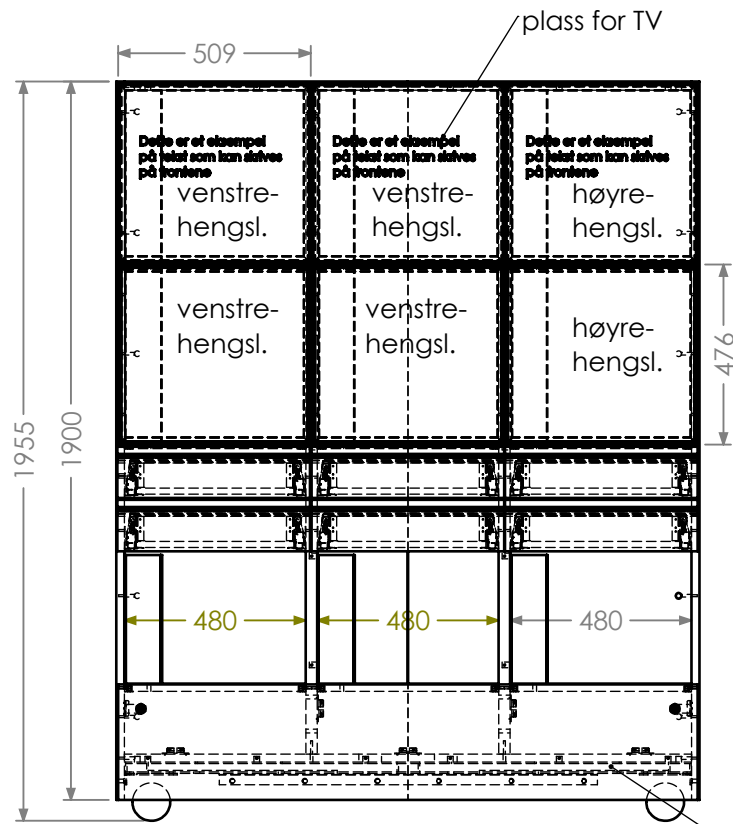 plass for TV
509
Dette er et eksempel
på tekst som kan skrives
på frontene
Dette er et eksempel
på tekst som kan skrives
på frontene
Dette er et eksempel
på tekst som kan skrives
på frontene
venstre-
hengsl.
venstre-
hengsl.
høyre-
hengsl.
venstre-
hengsl.
venstre-
hengsl.
høyre-
hengsl.
476
1955
1900
480
480
480